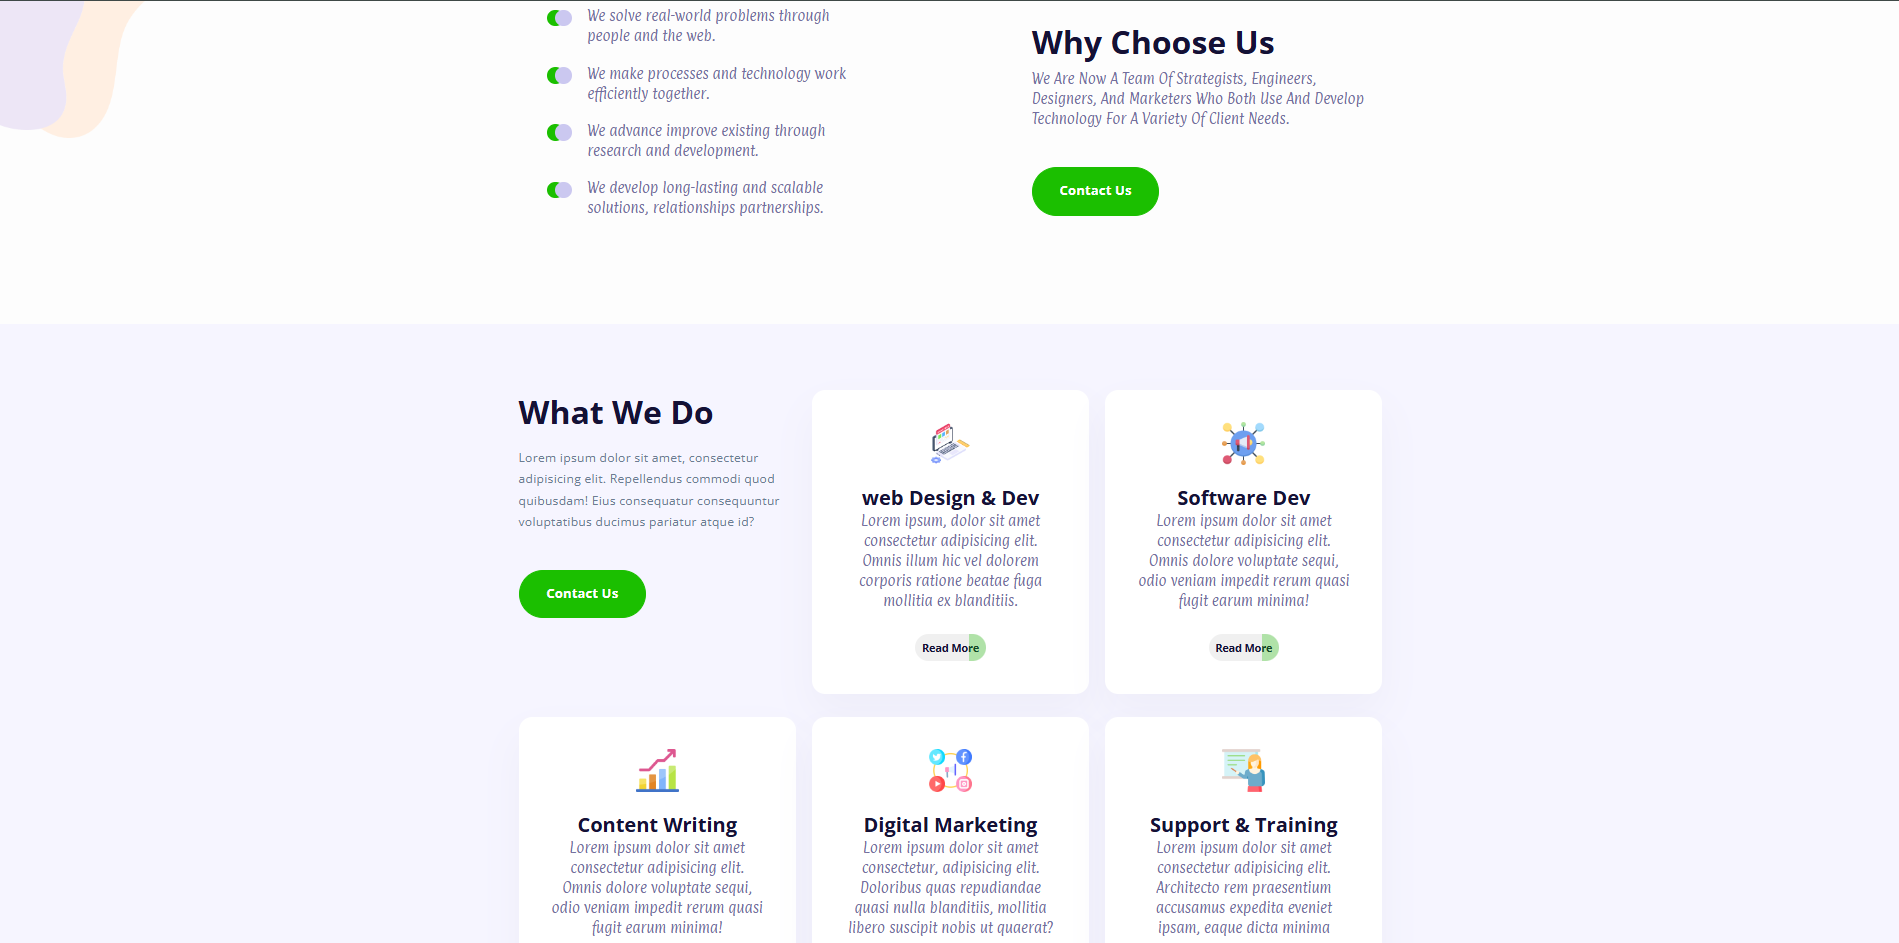 We solve real-world problems through
people and the web.
We make processes and technology work
efficiently together.
We advance improve existing through
research and development.
We develop long-lasting and scalable
solutions, relationships partnerships.
Why Choose Us
We Are Now A Team Of Strategists, Engineers,
Designers, And Marketers Who Both Use And Develop
Technology For A Variety Of Client Needs.
Contact Us
What We Do
Lorem ipsum dolor sit amet, consectetur
adipisicing elit. Repellendus commodi quod
quibusdam! Eius consequatur consequuntur
voluptatibus ducimus pariatur atque id?
Contact Us
web Design & Dev
Lorem ipsum, dolor sit amet
consectetur adipisicing elit.
Omnis illum hic vel dolorem
corporis ratione beatae fuga
mollitia ex blanditiis.
Read More
Software Dev
Lorem ipsum dolor sit amet
consectetur adipisicing elit.
Omnis dolore voluptate sequi,
odio veniam impedit rerum quasi
fugit earum minima!
Read More
Content Writing
Lorem ipsum dolor sit amet
consectetur adipisicing elit.
Omnis dolore voluptate sequi,
odio veniam impedit rerum quasi
fugit earum minima!
Digital Marketing
Lorem ipsum dolor sit amet
consectetur, adipisicing elit.
Doloribus quas repudiandae
quasi nulla blanditiis, mollitia
libero suscipit nobis ut quaerat?
Support & Training
Lorem ipsum dolor sit amet
consectetur adipisicing elit.
Architecto rem praesentium
accusamus expedita eveniet
ipsam, eaque dicta minima